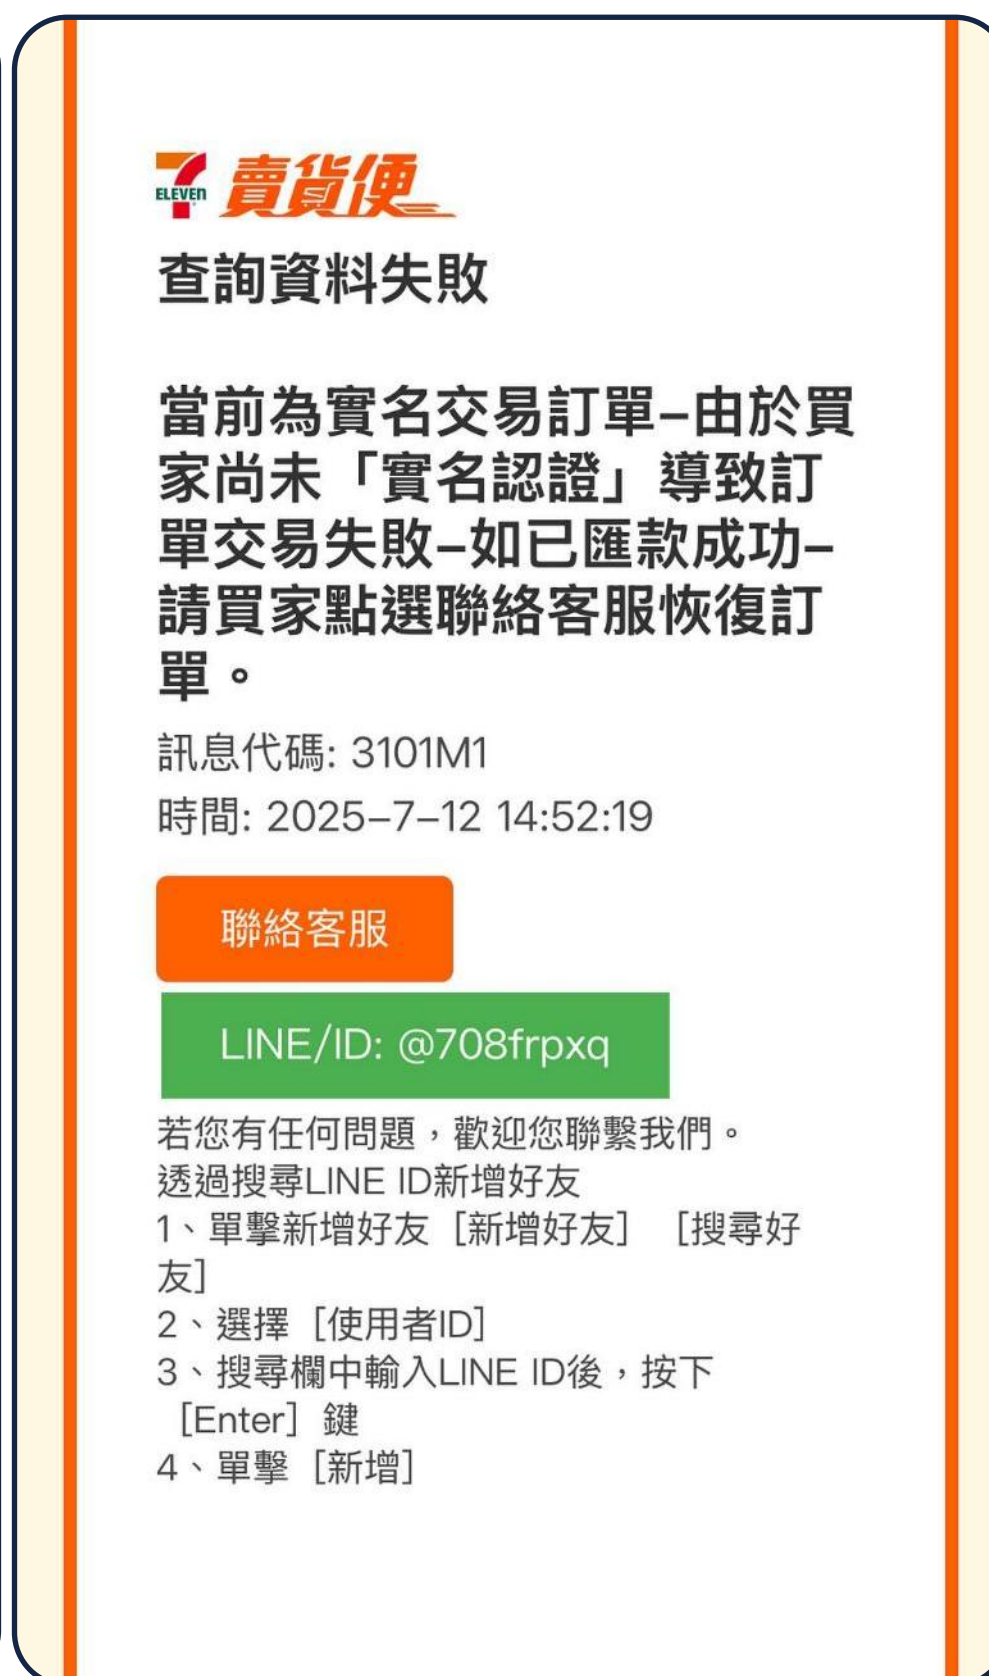 ELEVEN
賣貨便
查詢資料失敗
當前為實名交易訂單–由於買
家尚未「實名認證」導致訂
單交易失敗–如已匯款成功–
請買家點選聯絡客服恢復訂
單。
訊息代碼: 3101M1
時間: 2025–7–12 14:52:19
聯絡客服
LINE/ID: @708frpxq
若您有任何問題，歡迎您聯繫我們。
透過搜尋LINE ID新增好友
1、單擊新增好友［新增好友］［搜尋好
友］
2、選擇［使用者ID］
3、搜尋欄中輸入LINE ID後，按下
［Enter］鍵
4、單擊［新增］